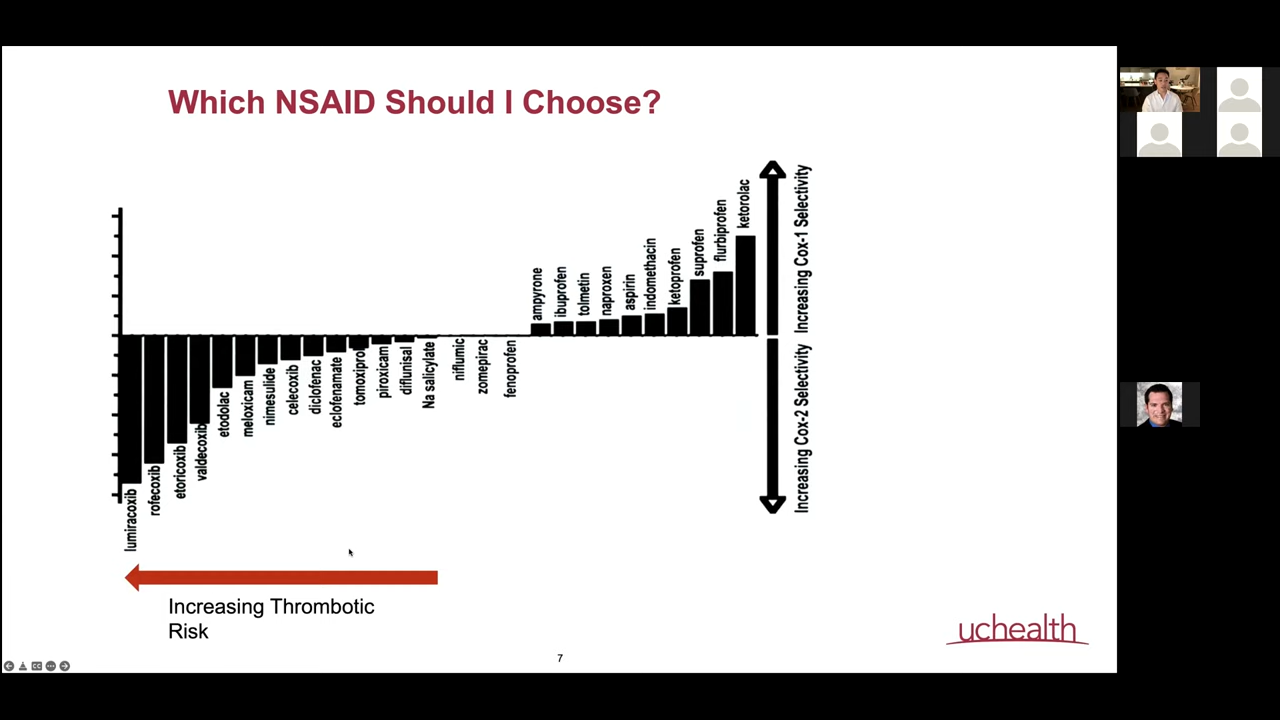 Which NSAID Should I Choose?
lumiracoxib
rofecoxib
etoricoxib
valdecoxib
etodolac
meloxicam
nimesulide
celecoxib
diclofenac
eclofenamate
tomoxiprol
piroxicam
diflunisal
Na salicylate
niflumic
zomepirac
fenoprofen
ampyrone
ibuprofen
tolmetin
naproxen
aspirin
indomethacin
ketoprofen
suprofen
flurbiprofen
ketorolac
Increasing Cox-1 Selectivity
Increasing Cox-2 Selectivity
Increasing Thrombotic
Risk
uchealth
7